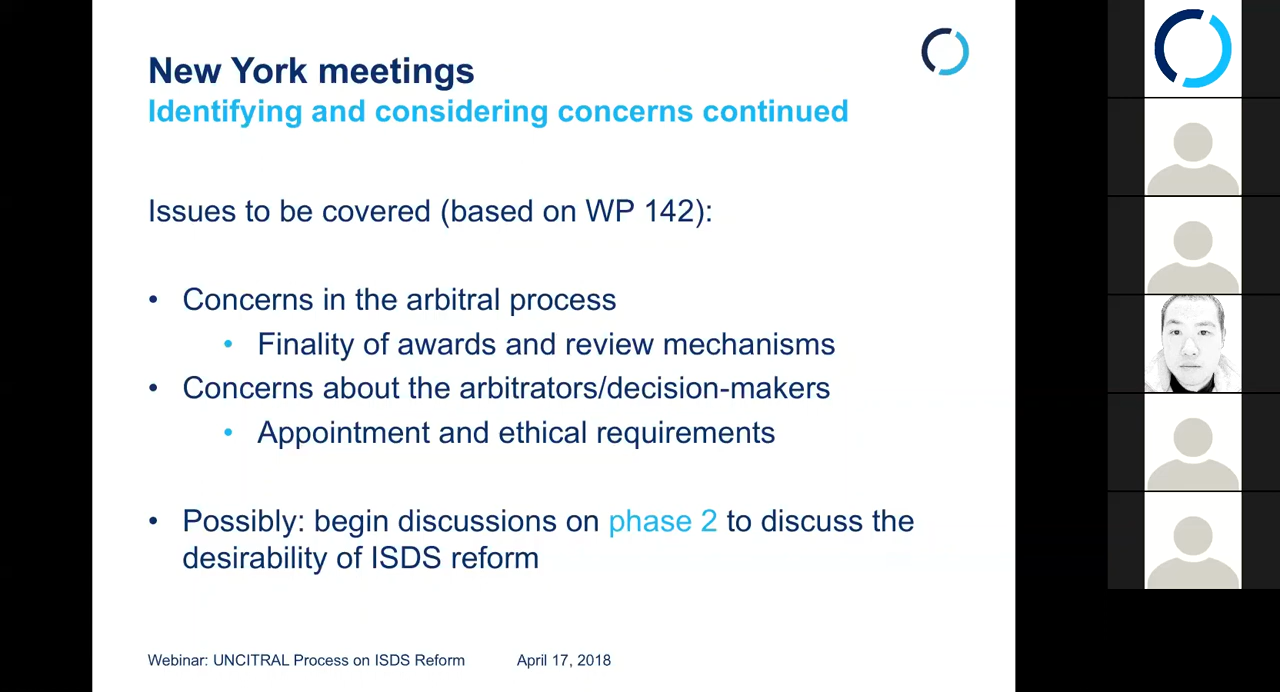 New York meetings
Identifying and considering concerns continued
Issues to be covered (based on WP 142):
• Concerns in the arbitral process
• Finality of awards and review mechanisms
• Concerns about the arbitrators/decision-makers
• Appointment and ethical requirements
• Possibly: begin discussions on phase 2 to discuss the
desirability of ISDS reform
Webinar: UNCITRAL Process on ISDS Reform April 17, 2018